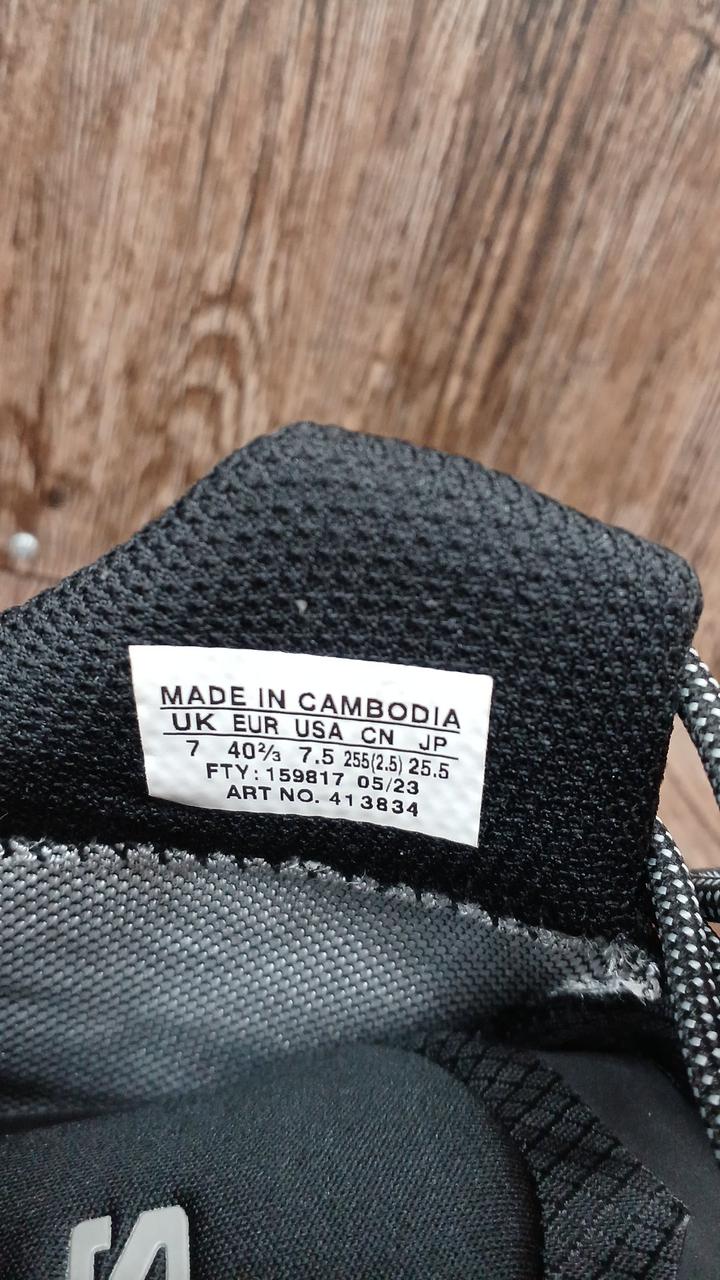 MADE IN CAMBODIA
UK EUR USA CN JP
7 40⅔ 7.5 255(2.5) 25.5
FTY: 159817 05/23
ART NO. 413834